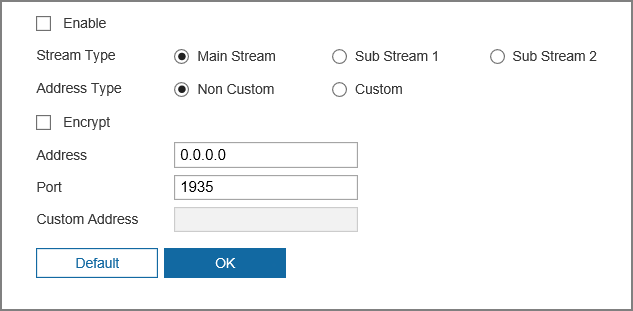 Enable
Stream Type Main Stream Sub Stream 1 Sub Stream 2
Address Type Non Custom Custom
Encrypt
Address 0.0.0.0
Port 1935
Custom Address
Default OK